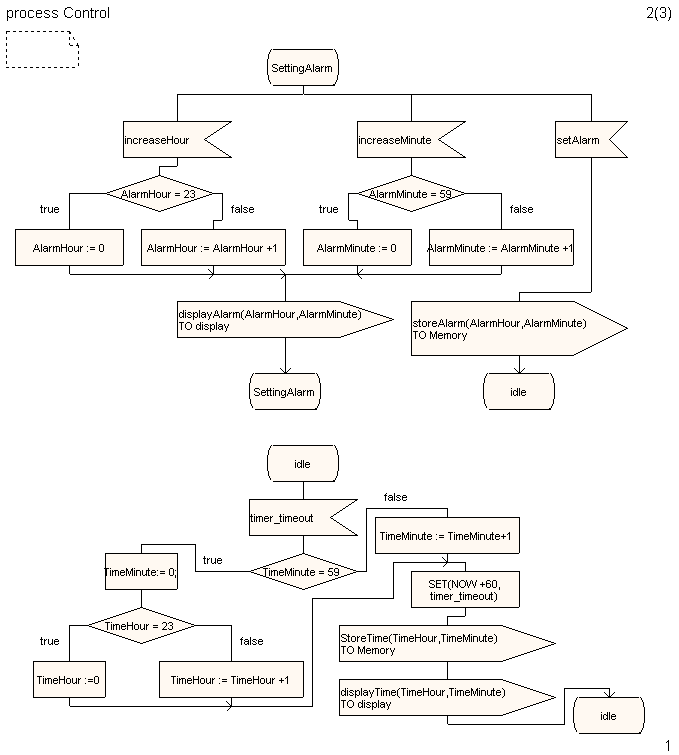 process Control
2(3)
SettingAlarm
increaseHour
increaseMinute
setAlarm
AlarmHour = 23
AlarmMinute = 59
true
false
true
false
AlarmHour := 0
AlarmHour := AlarmHour +1
AlarmMinute := 0
AlarmMinute := AlarmMinute +1
displayAlarm(AlarmHour,AlarmMinute)
TO display
storeAlarm(AlarmHour,AlarmMinute)
TO Memory
SettingAlarm
idle
idle
timer_timeout
false
TimeMinute := TimeMinute+1
true
TimeMinute = 59
TimeMinute:= 0;
SET(NOW +60,
timer_timeout)
TimeHour = 23
true
false
StoreTime(TimeHour,TimeMinute)
TO Memory
TimeHour :=0
TimeHour := TimeHour +1
displayTime(TimeHour,TimeMinute)
TO display
idle
1